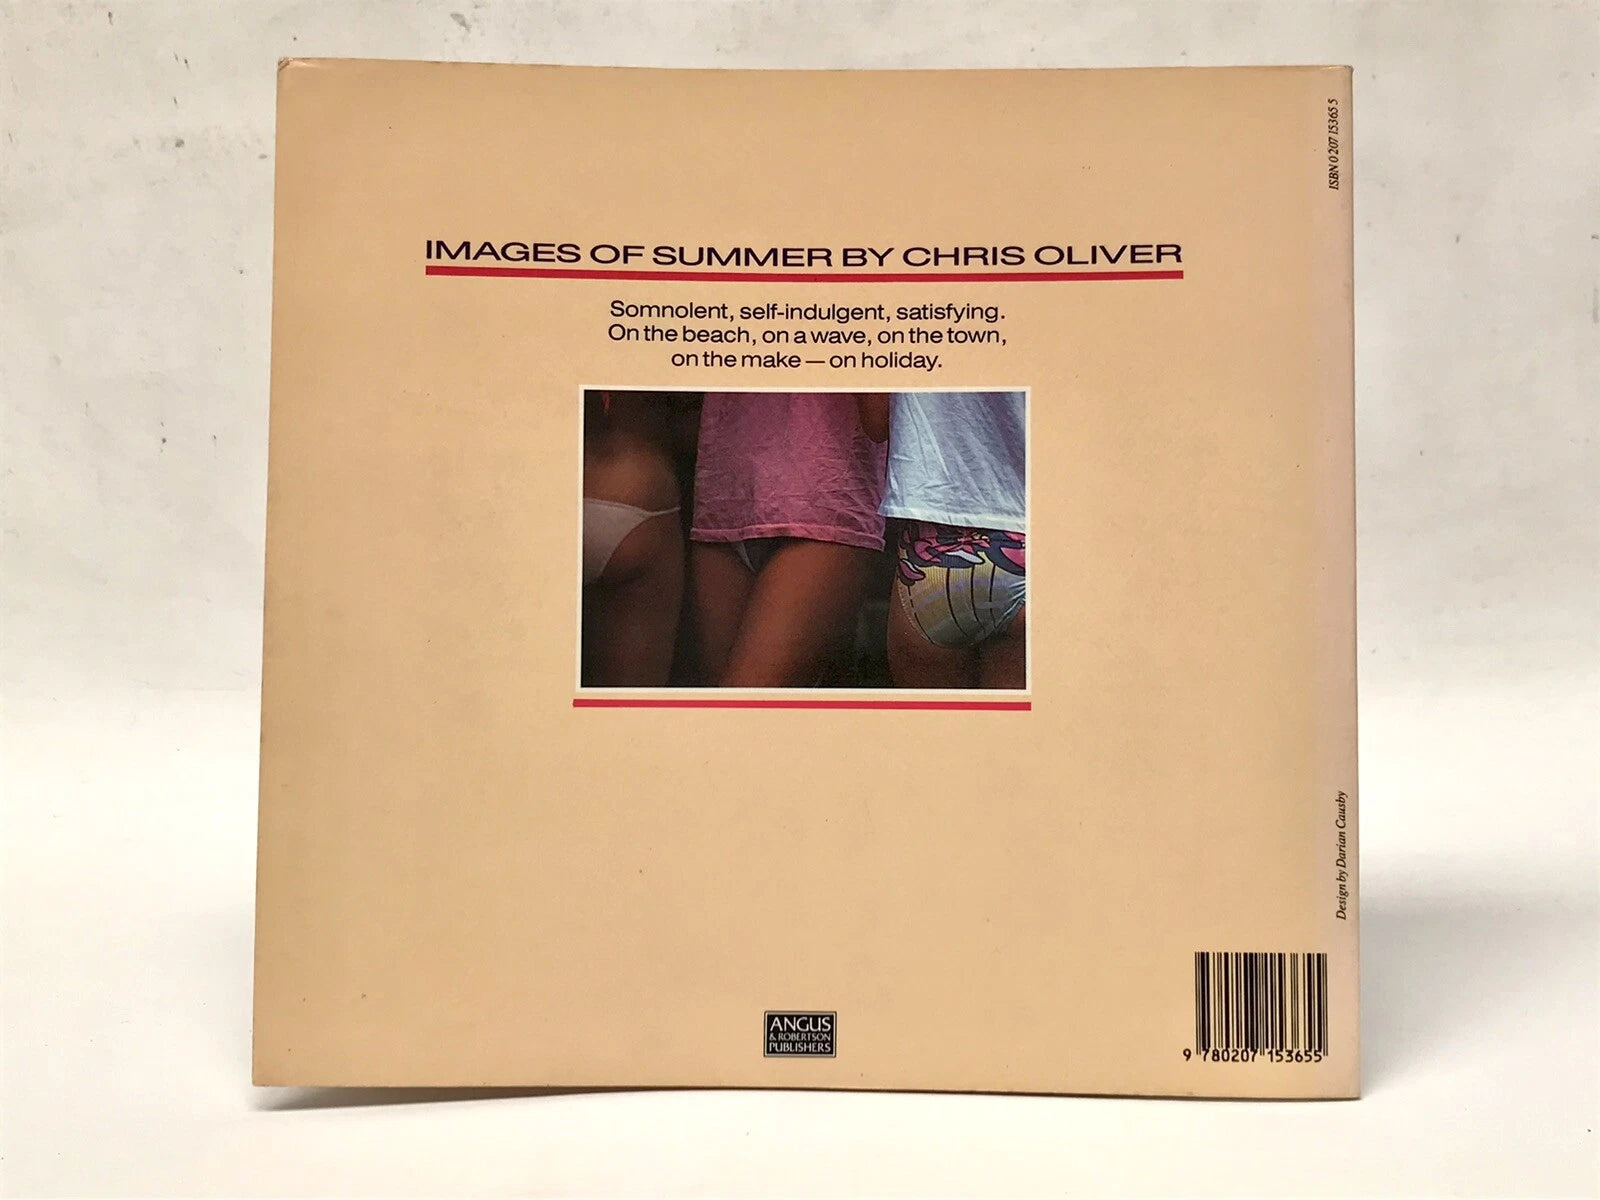 ISBN 0 207 15365 5
IMAGES OF SUMMER BY CHRIS OLIVER
Somnolent, self-indulgent, satisfying.
On the beach, on a wave, on the town,
on the make — on holiday.
Design by Darian Causby
ANGUS
& ROBERTSON
PUBLISHERS
9 780207 153655